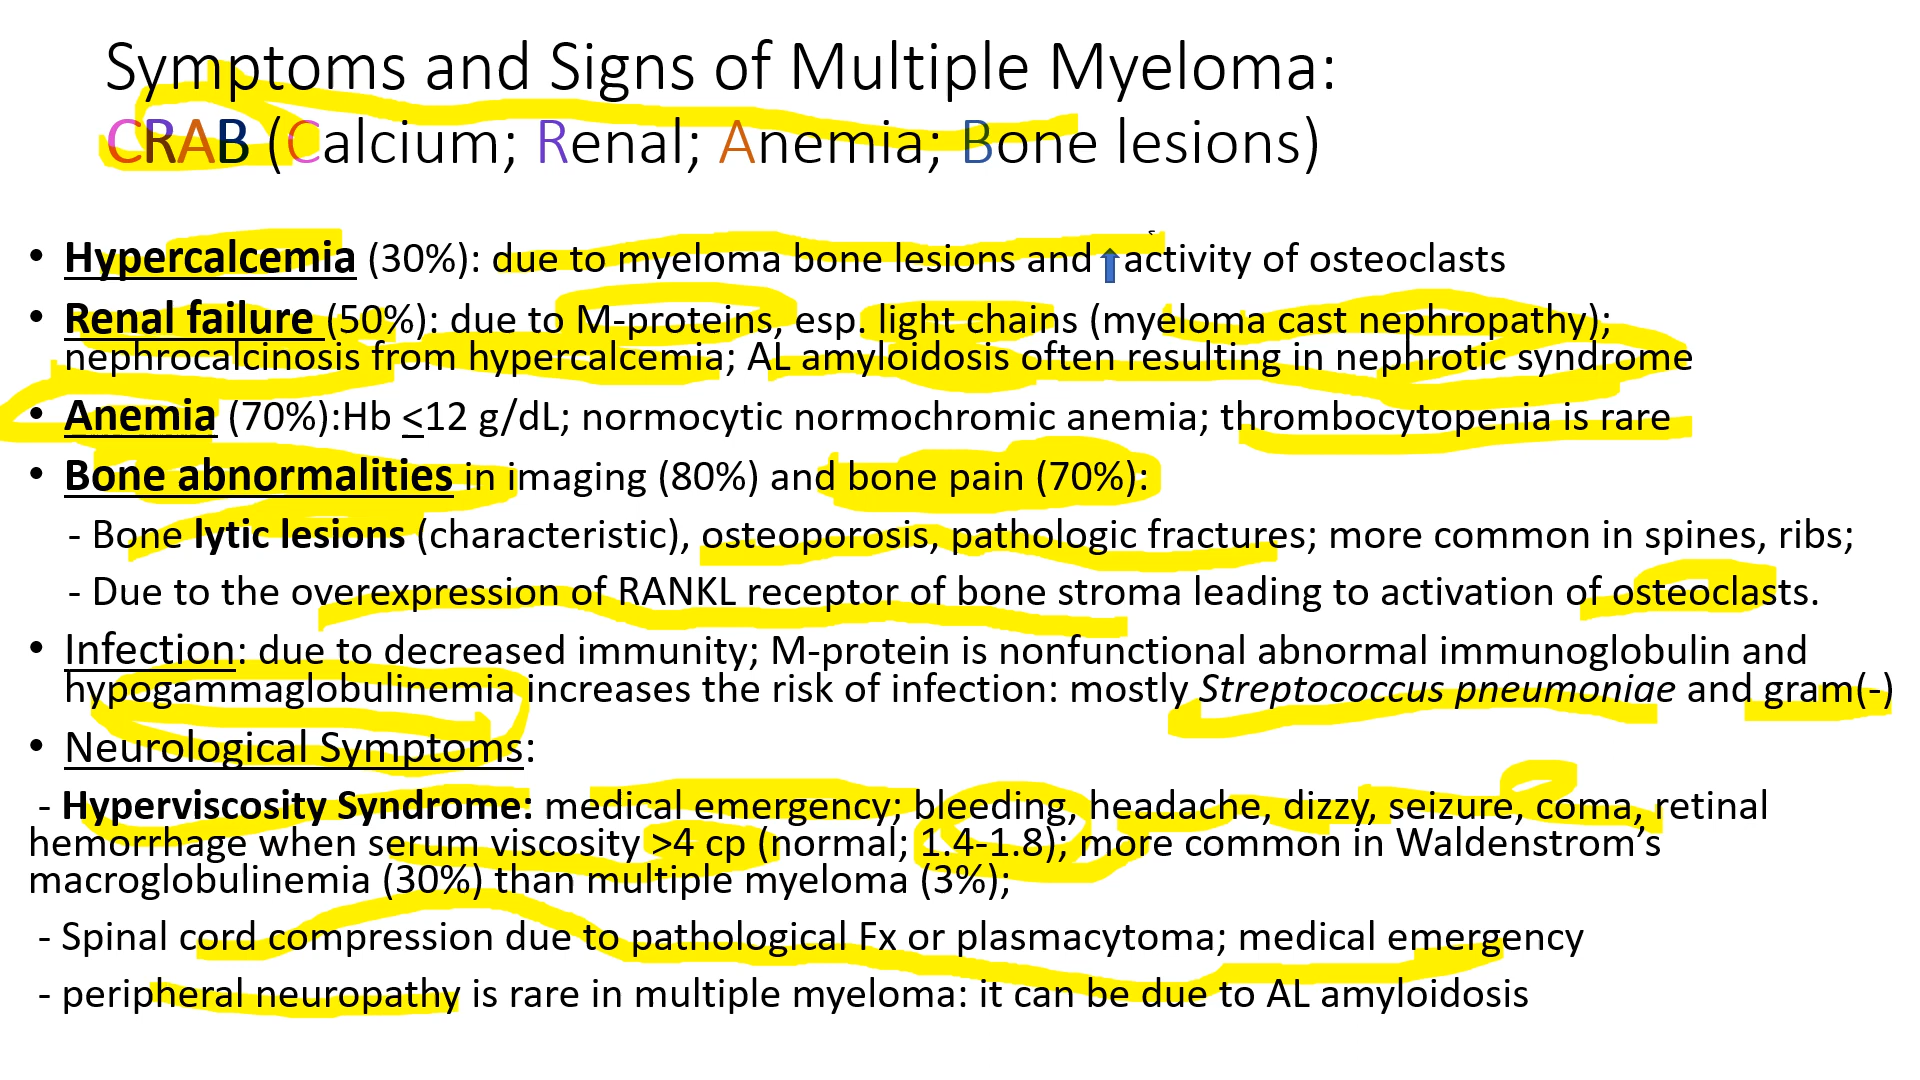 Symptoms and Signs of Multiple Myeloma:
CRAB (Calcium; Renal; Anemia; Bone lesions)
• Hypercalcemia (30%): due to myeloma bone lesions and activity of osteoclasts
• Renal failure (50%): due to M-proteins, esp. light chains (myeloma cast nephropathy);
nephrocalcinosis from hypercalcemia; AL amyloidosis often resulting in nephrotic syndrome
• Anemia (70%):Hb <12 g/dL; normocytic normochromic anemia; thrombocytopenia is rare
• Bone abnormalities in imaging (80%) and bone pain (70%):
- Bone lytic lesions (characteristic), osteoporosis, pathologic fractures; more common in spines, ribs;
- Due to the overexpression of RANKL receptor of bone stroma leading to activation of osteoclasts.
• Infection: due to decreased immunity; M-protein is nonfunctional abnormal immunoglobulin and
hypogammaglobulinemia increases the risk of infection: mostly Streptococcus pneumoniae and gram(-)
• Neurological Symptoms:
- Hyperviscosity Syndrome: medical emergency; bleeding, headache, dizzy, seizure, coma, retinal
hemorrhage when serum viscosity >4 cp (normal; 1.4-1.8); more common in Waldenstrom’s
macroglobulinemia (30%) than multiple myeloma (3%);
- Spinal cord compression due to pathological Fx or plasmacytoma; medical emergency
- peripheral neuropathy is rare in multiple myeloma: it can be due to AL amyloidosis